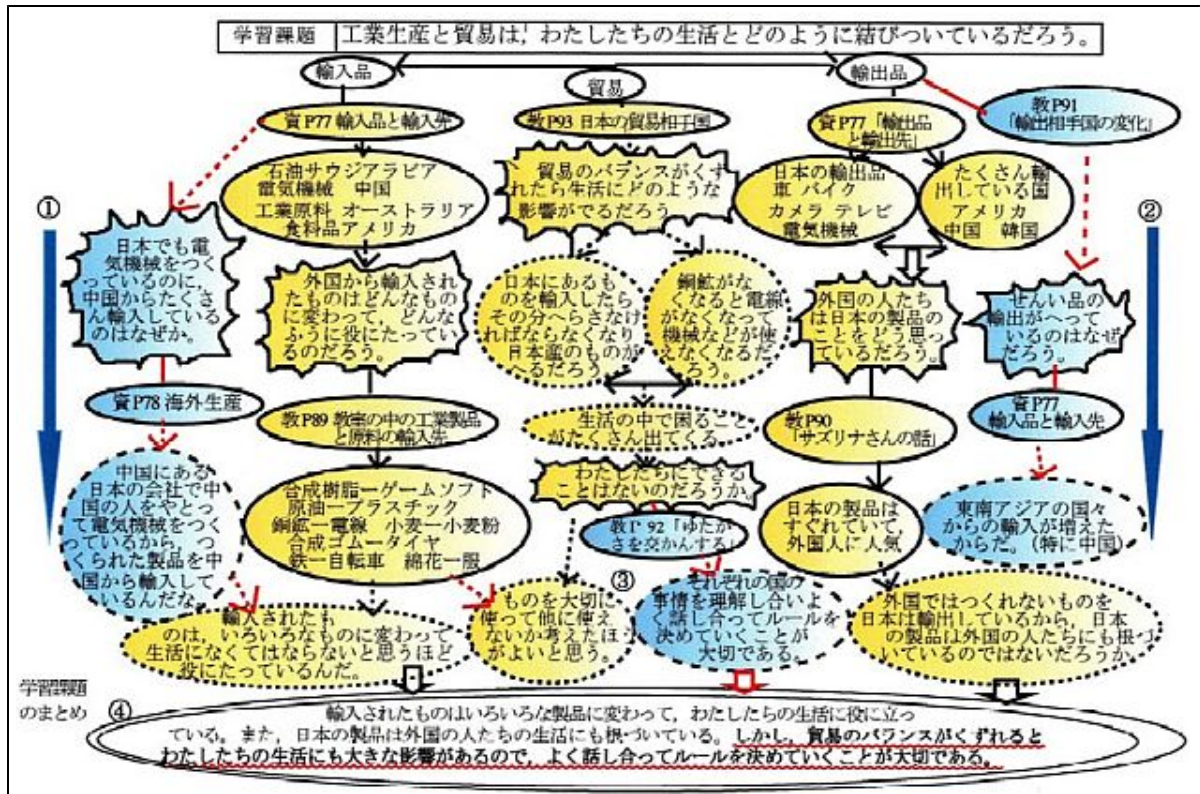 学習課題 工業生産と貿易は，わたしたちの生活とどのように結びついているだろう。
輸入品
貿易
輸出品
資P77 輸入品と輸入先
教P93 日本の貿易相手国
資P77「輸出品
と輸出先」
教P91
「輸出相手国の変化」
石油サウジアラビア
電気機械 中国
工業原料 オーストラリア
食料品アメリカ
貿易のバランスがくず
れたら生活にどのような
影響がでるだろう
日本の輸出品
車 バイク
カメラ テレビ
電気機械
たくさん輸
出している国
アメリカ
中国 韓国
①
②
日本でも電
気機械をつく
っているのに，
中国からたくさ
ん輸入している
のはなぜか。
外国から輸入され
たものはどんなもの
に変わって，どんな
ふうに役にたってい
るのだろう。
日本にあるも
のを輸入したら
その分へらさなけ
ればならなくなり
日本産のものが
へるだろう。
銅鉱がな
くなると電線
がなくなって
機械などが使
えなくなるだ
ろう。
外国の人たち
は日本の製品の
ことをどう思っ
ているだろう。
せんい品の
輸出がへって
いるのはなぜ
だろう。
資P78 海外生産
教P89 教室の中の工業製品
と原料の輸入先
生活の中で困ること
がたくさん出てくる。
教P90
「サズリナさんの話」
資P77
輸入品と輸入先
中国にある
日本の会社で中
国の人をやとっ
て電気機械をつく
っているから，つ
くられた製品を中
国から輸入して
いるんだな。
合成樹脂ーゲームソフト
原油ープラスチック
銅鉱ー電線 小麦ー小麦粉
合成ゴムータイヤ
鉄ー自転車 綿花ー服
わたしたちにできる
ことはないのだろうか。
教P 92「ゆたか
さを交かんする」
日本の製品は
すぐれていて，
外国人に人気
東南アジアの国々
からの輸入が増えた
からだ。（特に中国）
輸入されたも
のは，いろいろなものに変わって
生活になくてはならないと思うほど
役にたっているんだ。
ものを大切に
使って他に使え
ないか考えたほう
がよいと思う。
③
それぞれの国の
事情を理解し合いよ
く話し合ってルールを
決めていくことが
大切である。
外国ではつくれないものを
日本は輸出しているから，日本
の製品は外国の人たちにも根づ
いているのではないだろうか。
学習課題
のまとめ
④
輸入されたものはいろいろな製品に変わって，わたしたちの生活に役に立っ
ている。また，日本の製品は外国の人たちの生活にも根づいている。しかし，貿易のバランスがくずれると
わたしたちの生活にも大きな影響があるので，よく話し合ってルールを決めていくことが大切である。